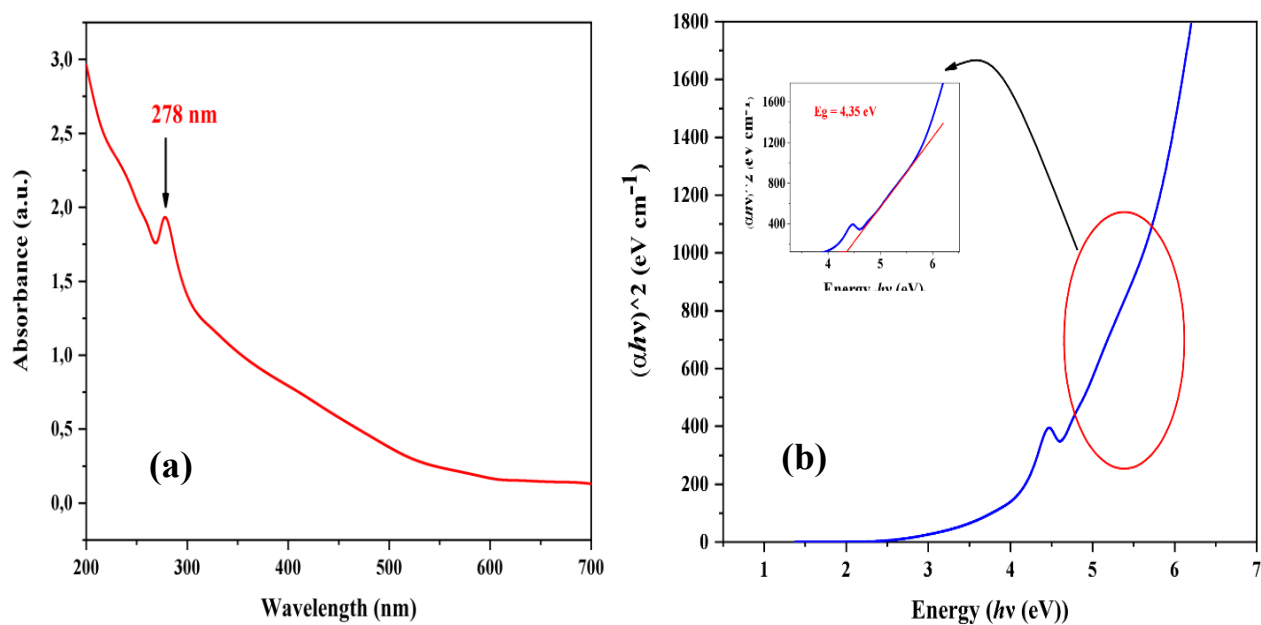 3,0
2,5
2,0
1,5
1,0
0,5
0,0
Absorbance (a.u.)
278 nm
(a)
200 300 400 500 600 700
Wavelength (nm)
1800
1600
1400
1200
1000
800
600
400
200
0
(αhν)^2 (eV cm-1)
1600
1200
800
400
Eg = 4,35 eV
4 5 6
Energy hν (eV)
(b)
1 2 3 4 5 6 7
Energy (hν (eV))